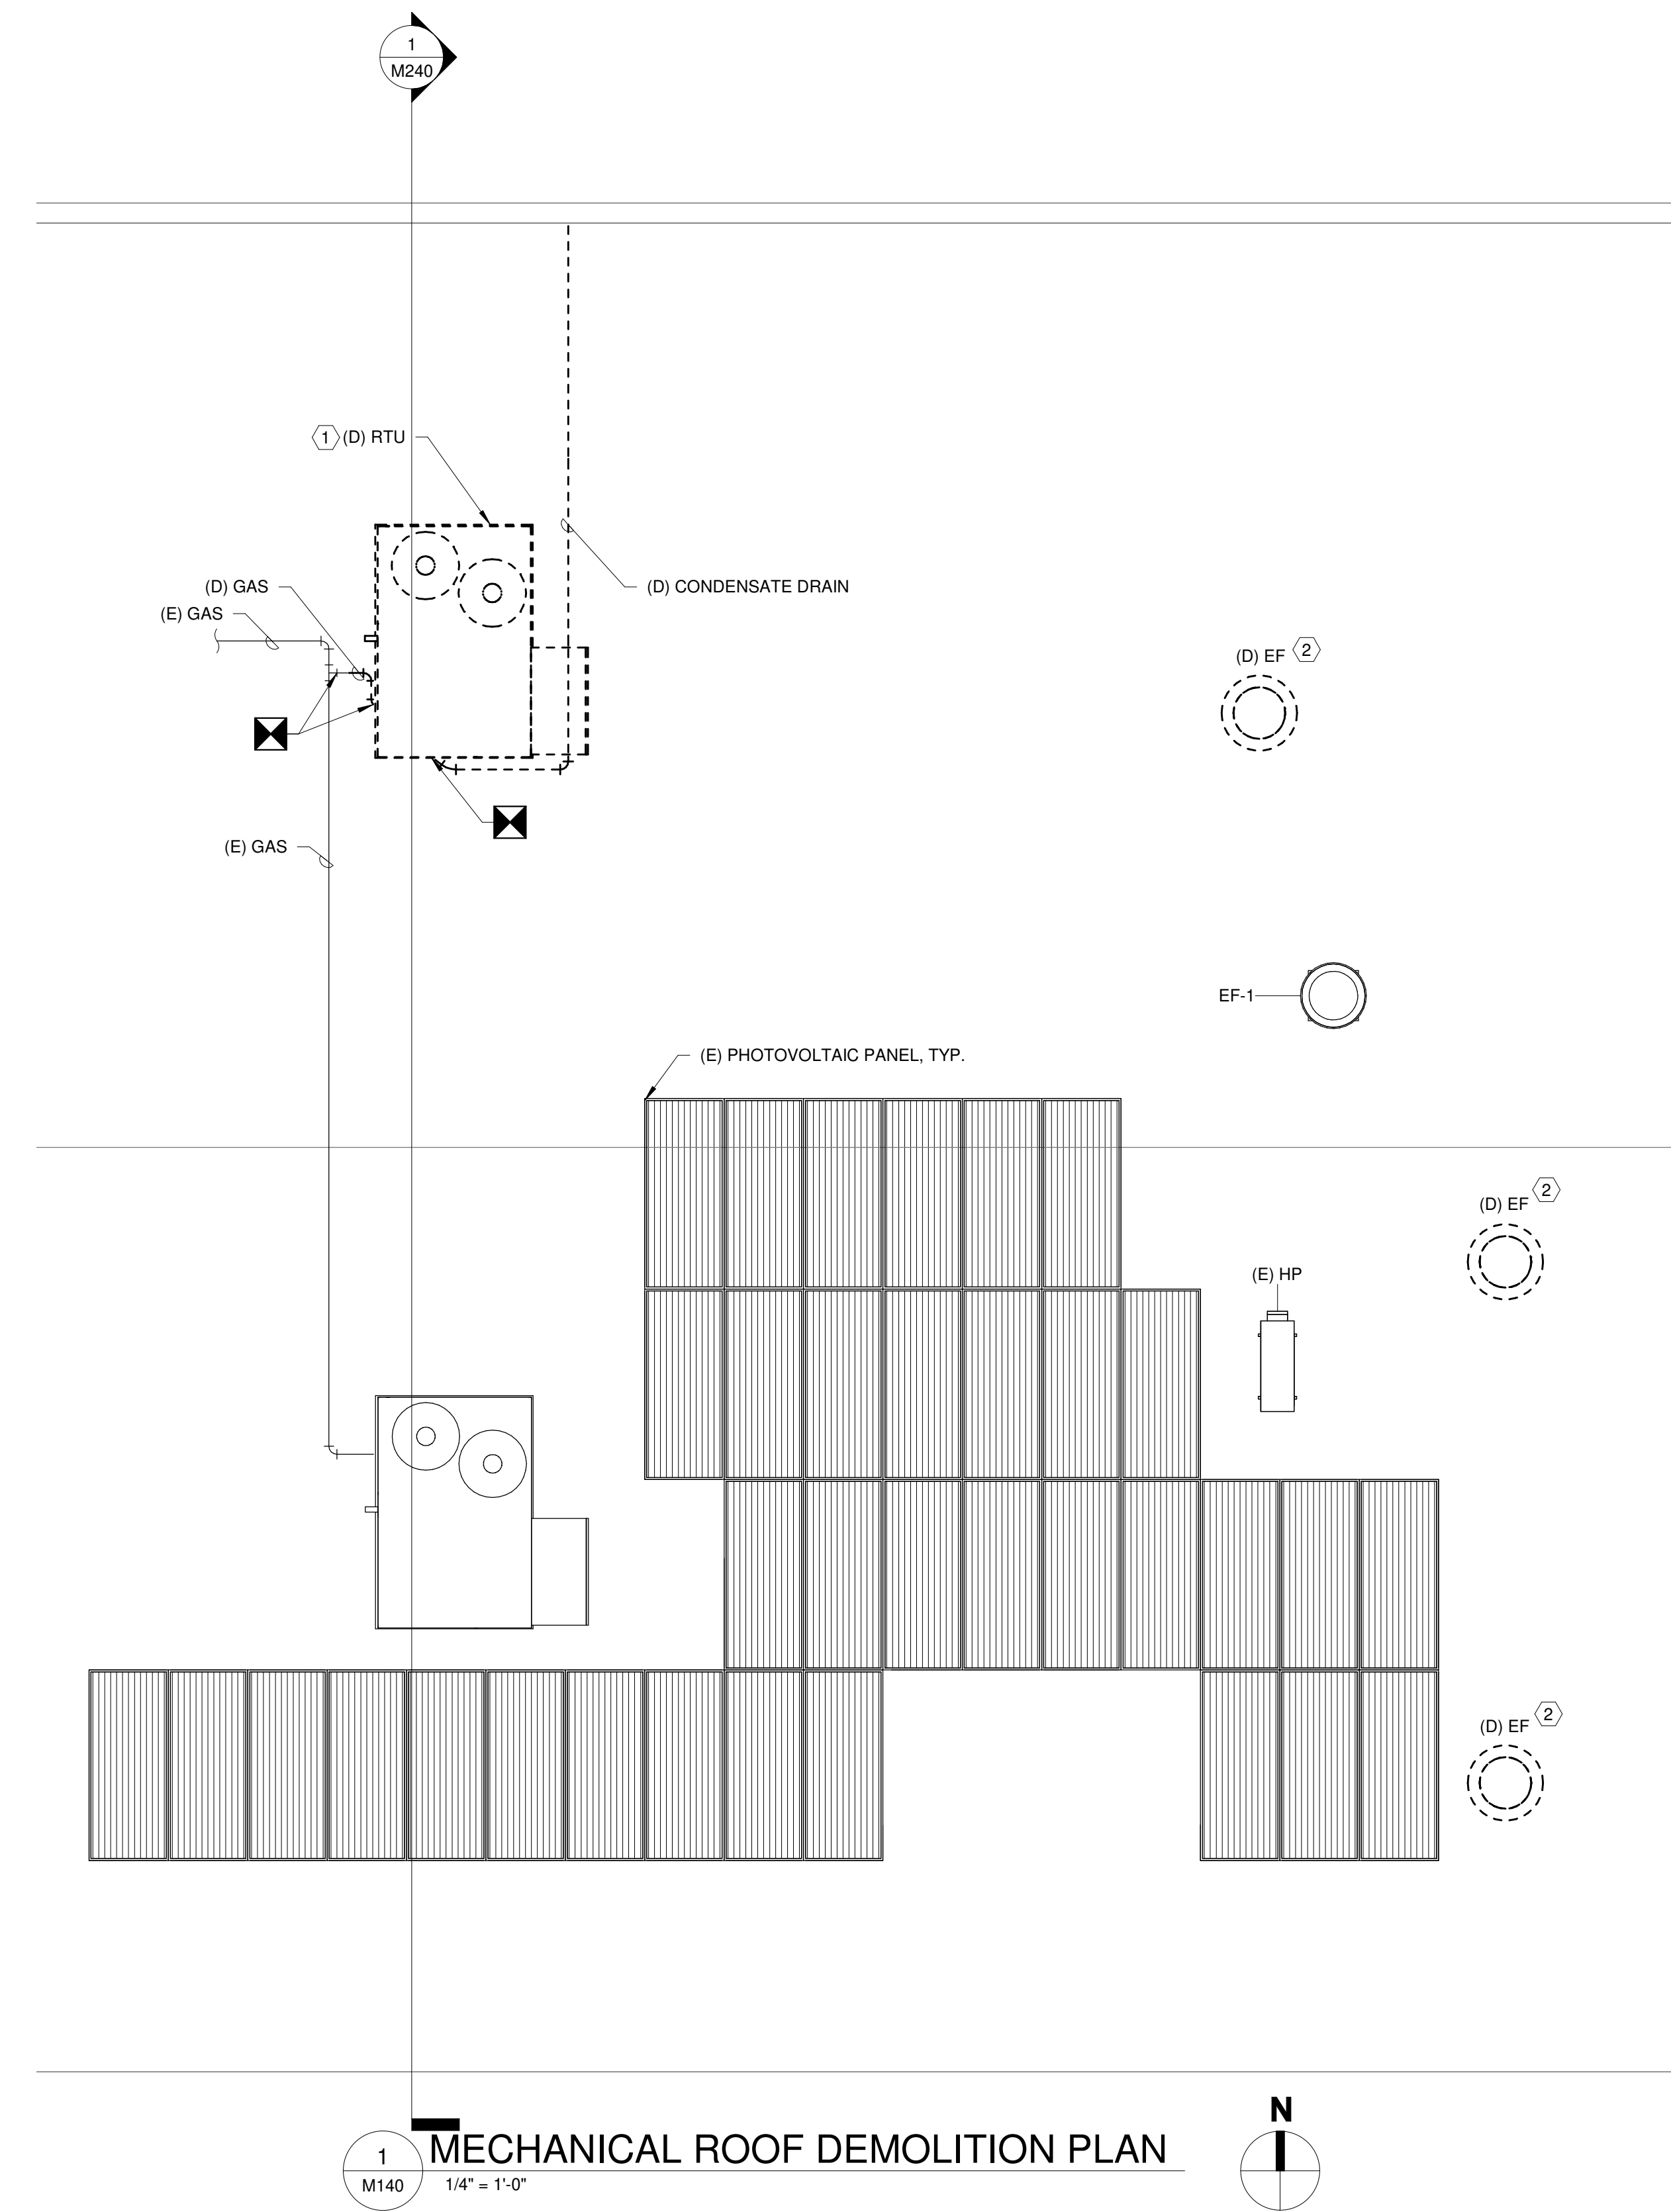 1
M240
1 (D) RTU
(D) GAS
(D) CONDENSATE DRAIN
(E) GAS
(D) EF 2
(E) GAS
EF-1
(E) PHOTOVOLTAIC PANEL, TYP.
(D) EF 2
(E) HP
(D) EF 2
N
1
M140
MECHANICAL ROOF DEMOLITION PLAN
1/4" = 1'-0"